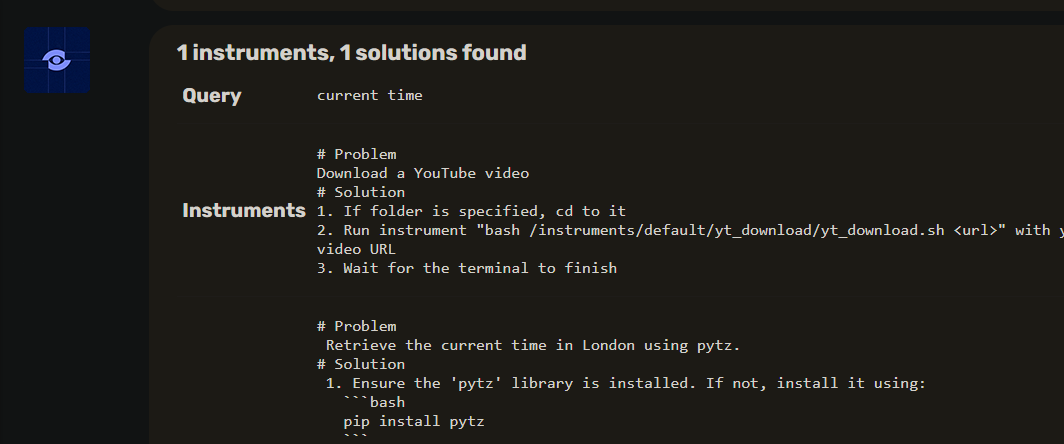 1 instruments, 1 solutions found
Query
current time
# Problem
Download a YouTube video
# Solution
Instruments
1. If folder is specified, cd to it
2. Run instrument "bash /instruments/default/yt_download/yt_download.sh <url>" with
video URL
3. Wait for the terminal to finish
# Problem
Retrieve the current time in London using pytz.
# Solution
1. Ensure the 'pytz' library is installed. If not, install it using:
```bash
pip install pytz
```